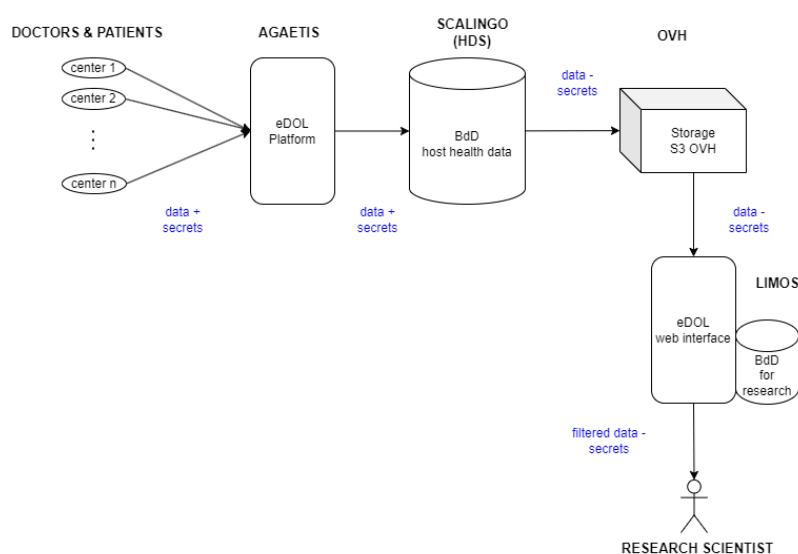 DOCTORS & PATIENTS
AGAETIS
SCALINGO
(HDS)
OVH
center 1
center 2
center n
eDOL
Platform
BdD
host health data
data -
secrets
Storage
S3 OVH
data +
secrets
data +
secrets
data -
secrets
LIMOS
eDOL
web interface
BdD
for
research
filtered data -
secrets
RESEARCH SCIENTIST